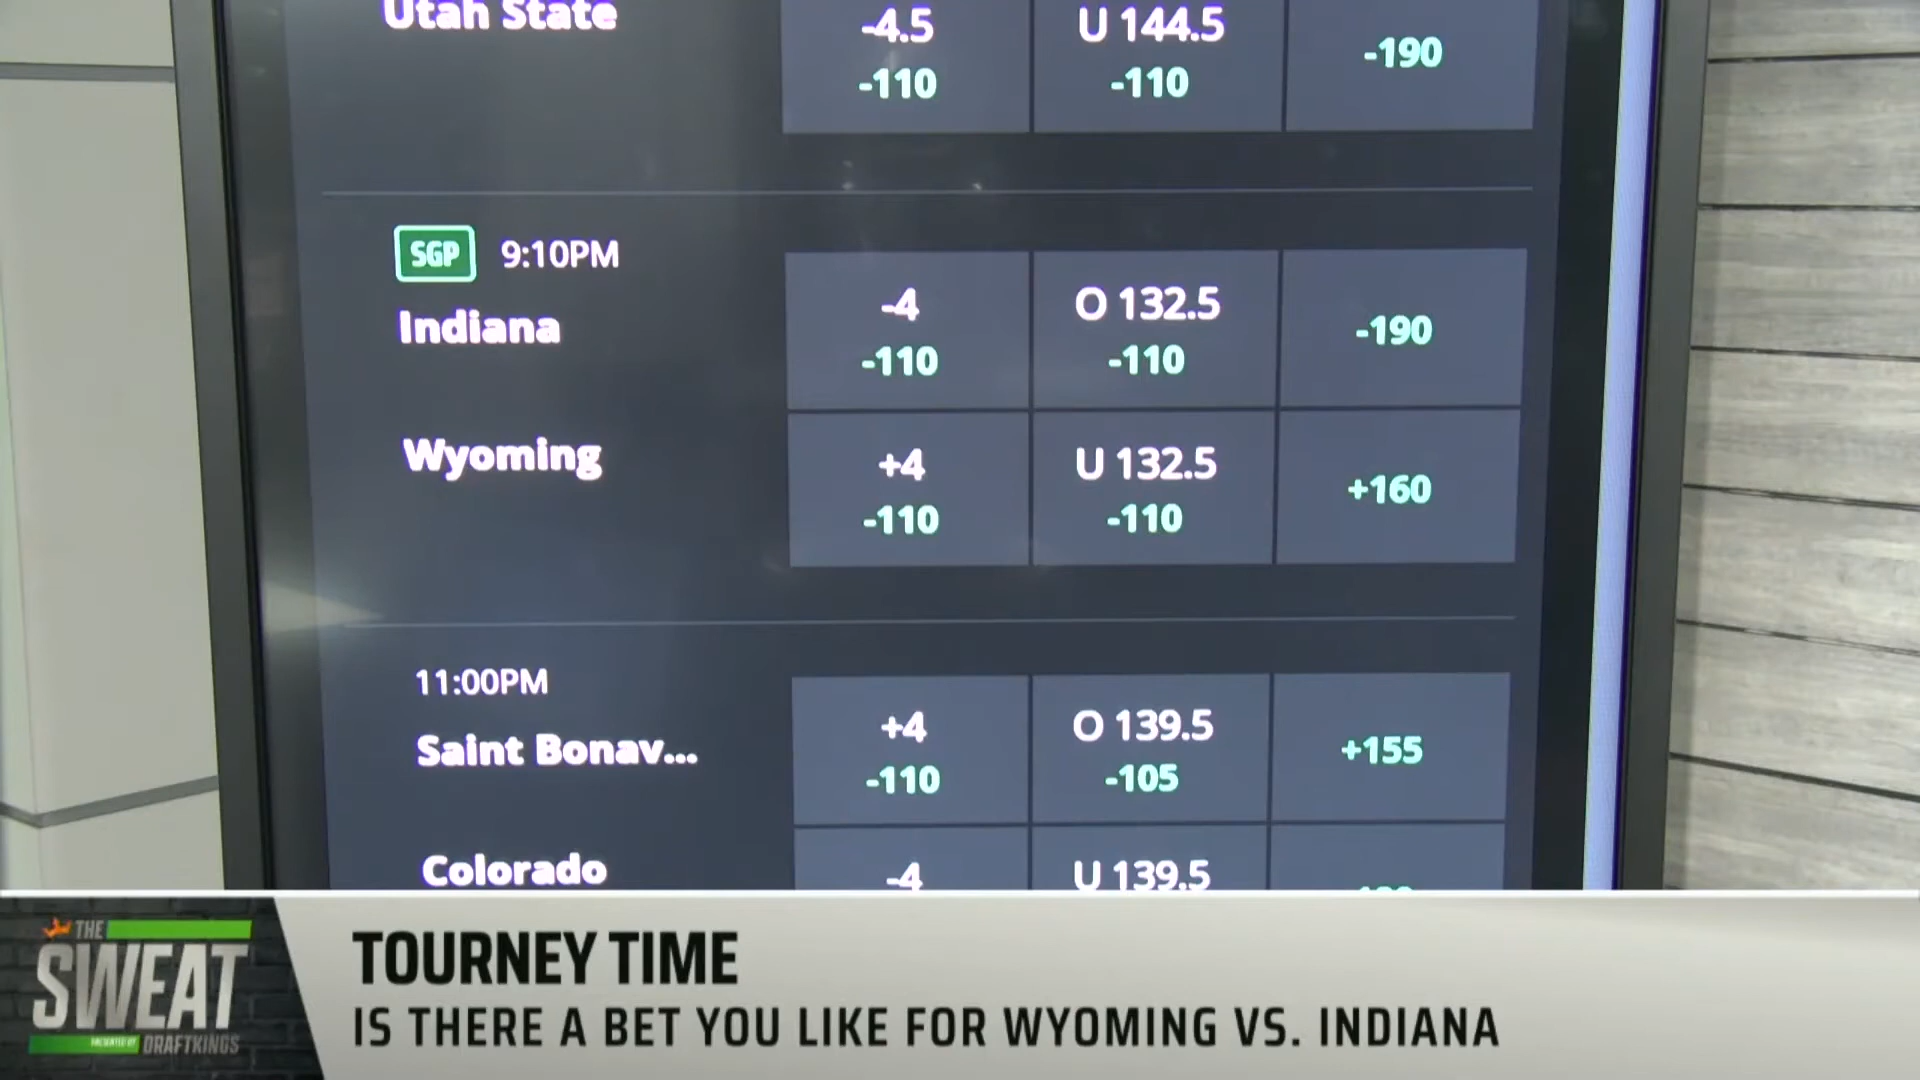 Utah State
-4.5
-110
U 144.5
-110
-190
SGP 9:10PM
Indiana
-4
-110
O 132.5
-110
-190
Wyoming
+4
-110
U 132.5
-110
+160
11:00PM
Saint Bonav...
+4
-110
O 139.5
-105
+155
Colorado
-4
U 139.5
THE
SWEAT
PRESENTED BY DRAFTKINGS
TOURNEY TIME
IS THERE A BET YOU LIKE FOR WYOMING VS. INDIANA